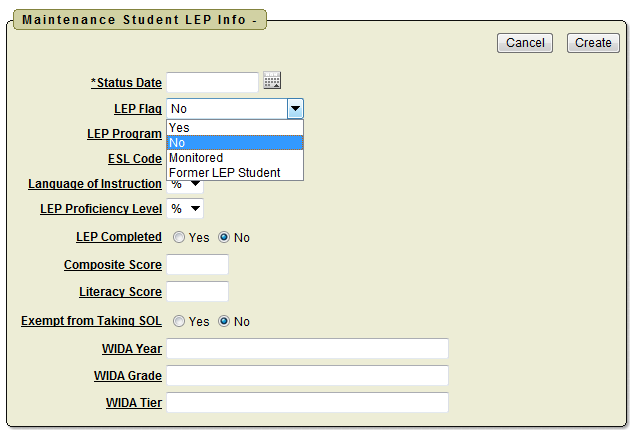 Maintenance Student LEP Info -
Cancel Create
*Status Date
LEP Flag No
Yes
LEP Program
No
ESL Code Monitored
Former LEP Student
Language of Instruction %
LEP Proficiency Level %
LEP Completed Yes No
Composite Score
Literacy Score
Exempt from Taking SOL Yes No
WIDA Year
WIDA Grade
WIDA Tier